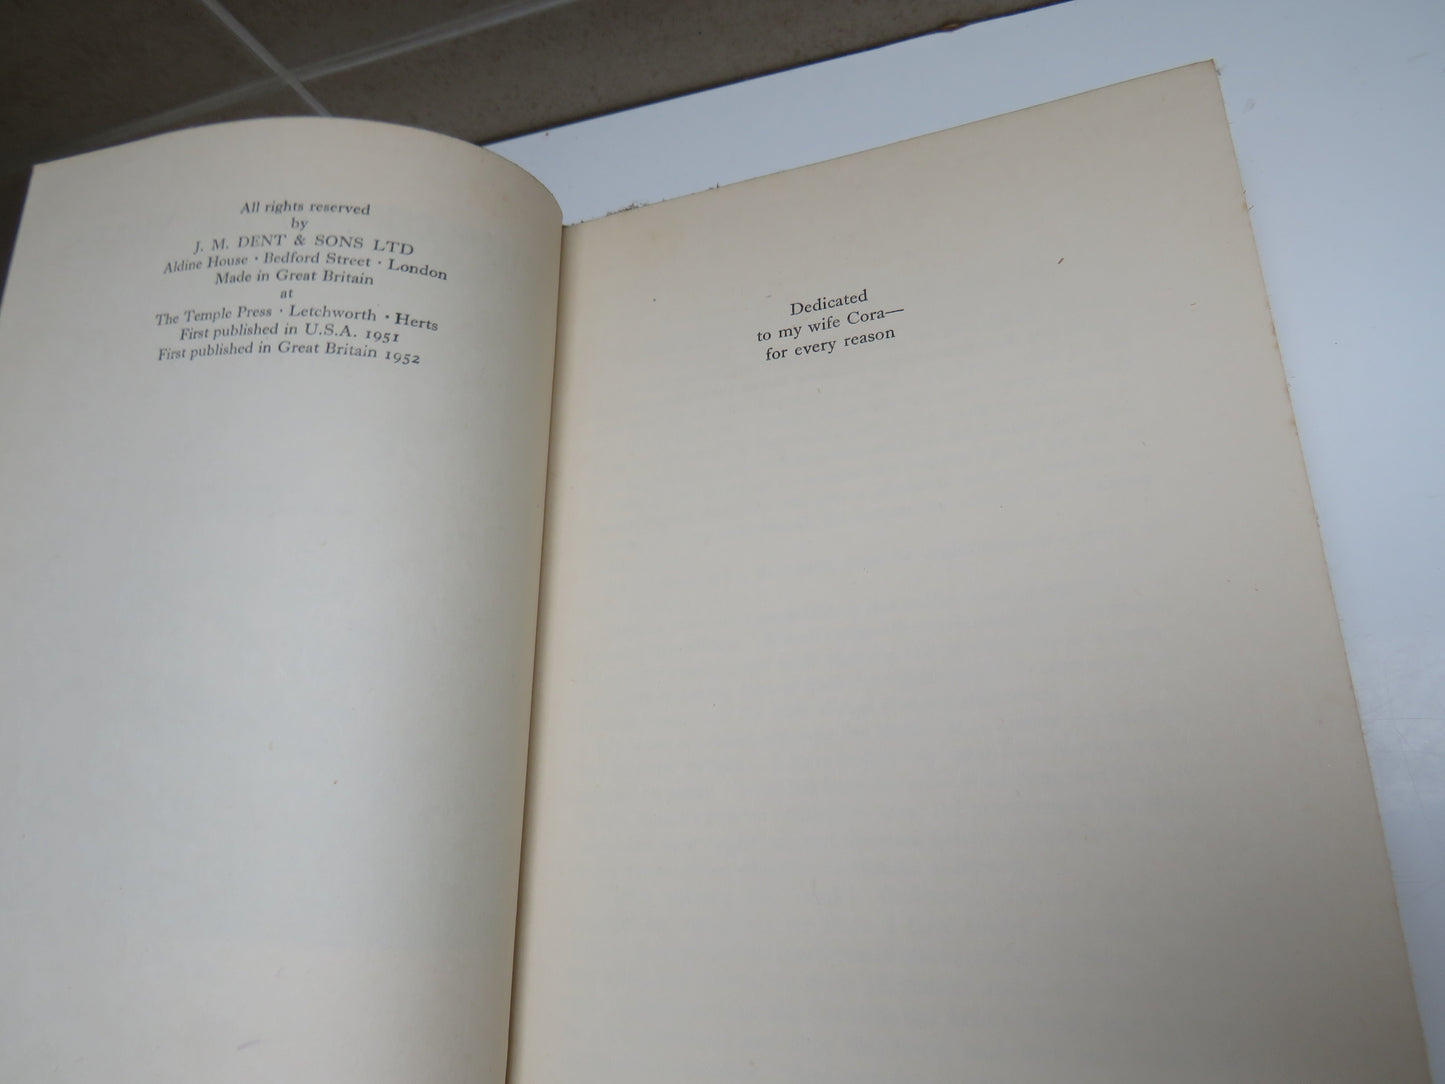 All rights reserved
by
J. M. DENT & SONS LTD
Aldine House · Bedford Street · London
Made in Great Britain
at
The Temple Press · Letchworth · Herts
First published in U.S.A. 1951
First published in Great Britain 1952
Dedicated
to my wife Cora—
for every reason